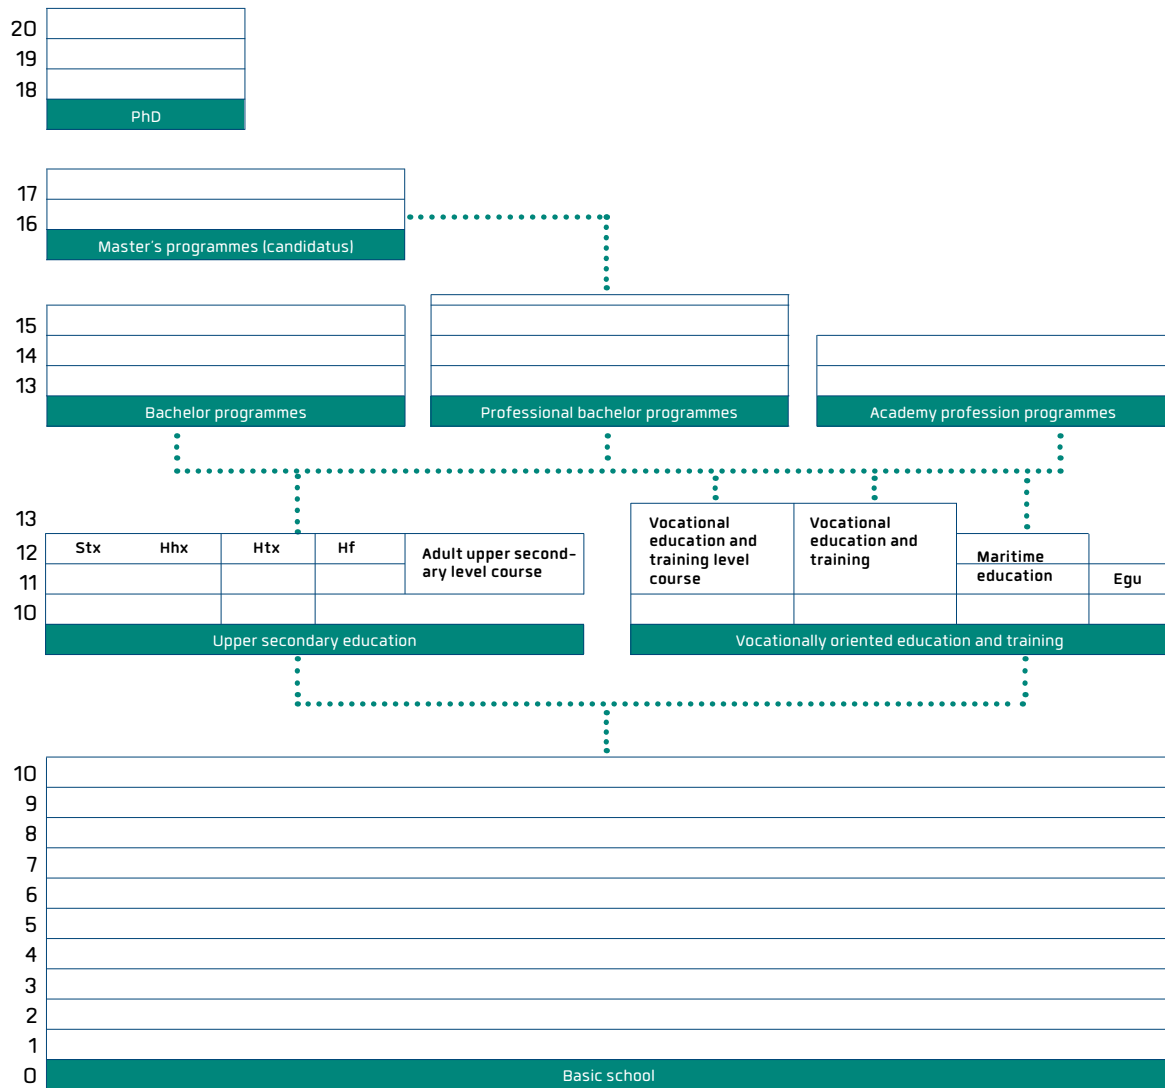 20
19
18
PhD
17
16
Master's programmes (candidatus)
15
14
13
Bachelor programmes
Professional bachelor programmes
Academy profession programmes
13
12
11
10
Stx
Hhx
Htx
Hf
Adult upper second-
ary level course
Vocational
education and
training level
course
Vocational
education and
training
Maritime
education
Egu
Upper secondary education
Vocationally oriented education and training
10
9
8
7
6
5
4
3
2
1
0
Basic school